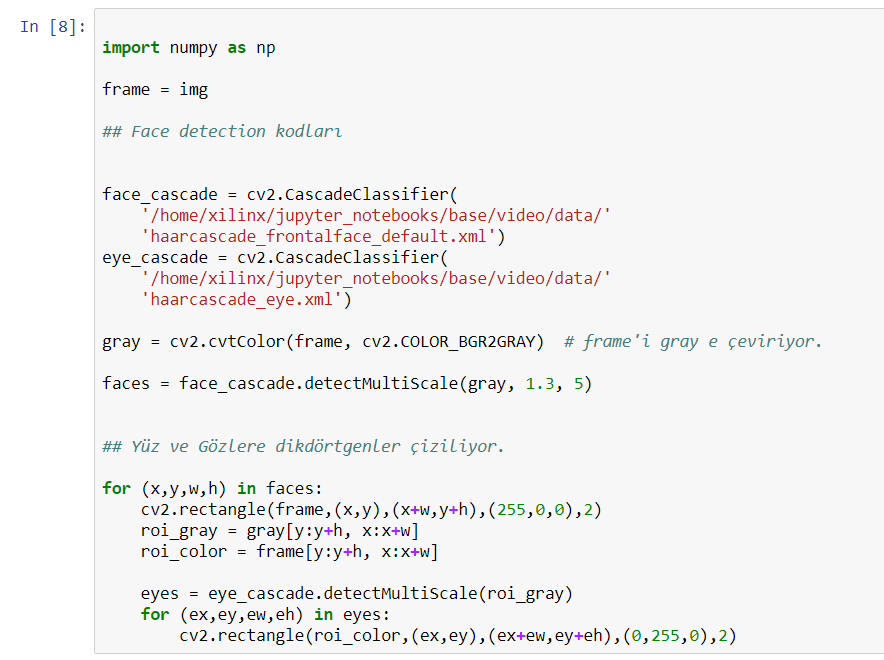 In [8]:
import numpy as np
frame = img
## Face detection kodları
face_cascade = cv2.CascadeClassifier(
    '/home/xilinx/jupyter_notebooks/base/video/data/'
    'haarcascade_frontalface_default.xml')
eye_cascade = cv2.CascadeClassifier(
    '/home/xilinx/jupyter_notebooks/base/video/data/'
    'haarcascade_eye.xml')
gray = cv2.cvtColor(frame, cv2.COLOR_BGR2GRAY)  # frame'i gray e çeviriyor.
faces = face_cascade.detectMultiScale(gray, 1.3, 5)
## Yüz ve Gözlere dikdörtgenler çiziliyor.
for (x,y,w,h) in faces:
    cv2.rectangle(frame,(x,y),(x+w,y+h),(255,0,0),2)
    roi_gray = gray[y:y+h, x:x+w]
    roi_color = frame[y:y+h, x:x+w]
    eyes = eye_cascade.detectMultiScale(roi_gray)
    for (ex,ey,ew,eh) in eyes:
        cv2.rectangle(roi_color,(ex,ey),(ex+ew,ey+eh),(0,255,0),2)